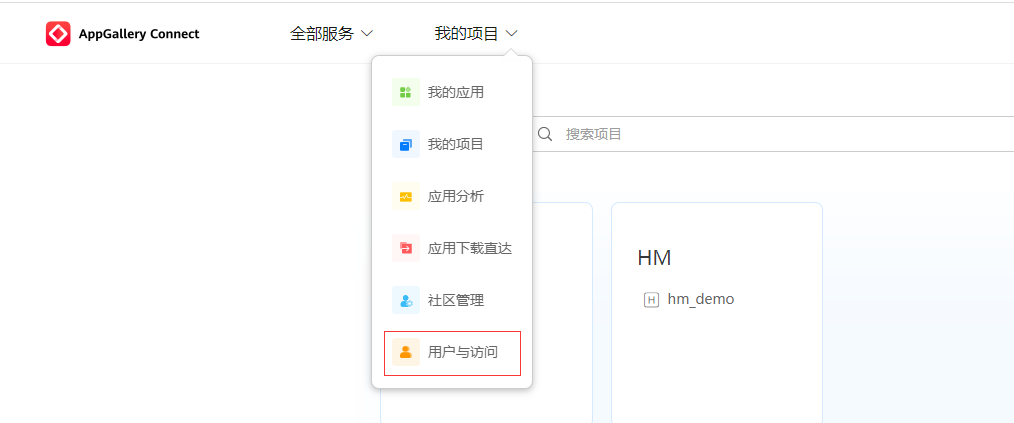 AppGallery Connect
全部服务
我的项目
我的应用
我的项目
应用分析
应用下载直达
社区管理
用户与访问
搜索项目
HM
H hm_demo